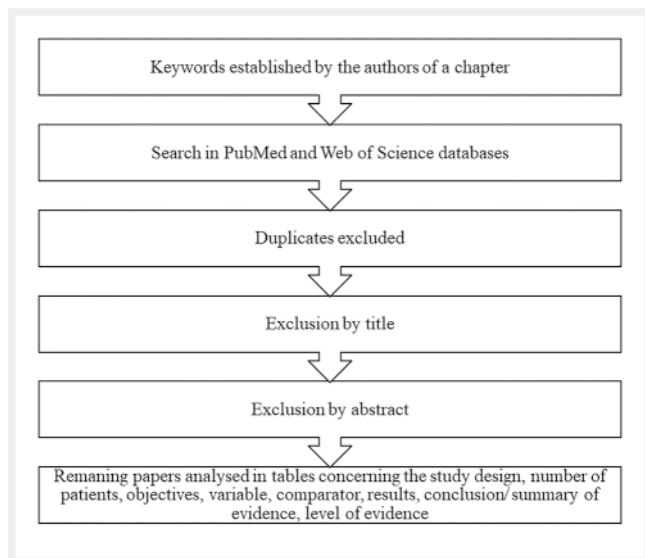 Keywords established by the authors of a chapter
Search in PubMed and Web of Science databases
Duplicates excluded
Exclusion by title
Exclusion by abstract
Remaning papers analysed in tables concerning the study design, number of
patients, objectives, variable, comparator, results, conclusion/ summary of
evidence, level of evidence